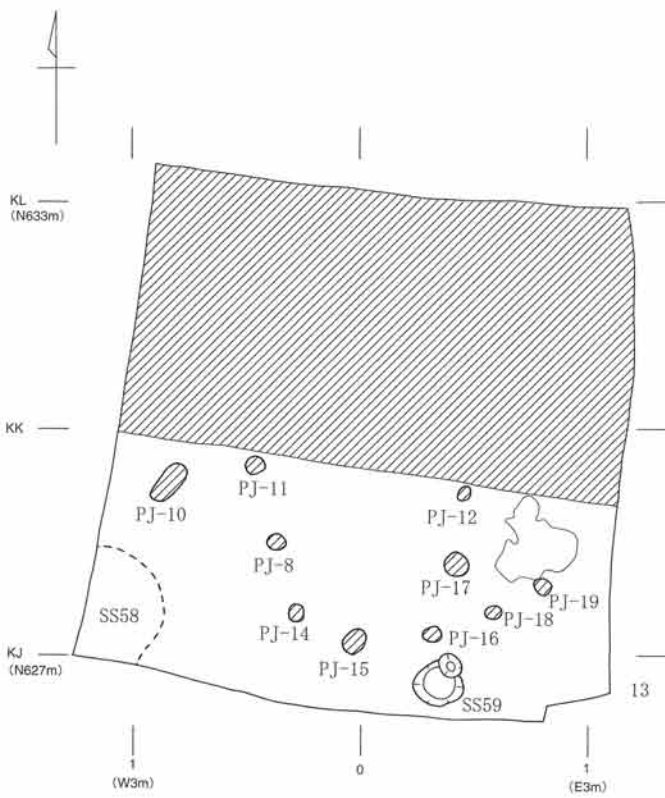 KL
(N633m)
KK
PJ-11
PJ-10
PJ-12
PJ-8
PJ-17
PJ-19
SS58
PJ-14
PJ-18
PJ-16
PJ-15
KJ
(N627m)
SS59
13
1
(W3m)
0
1
(E3m)